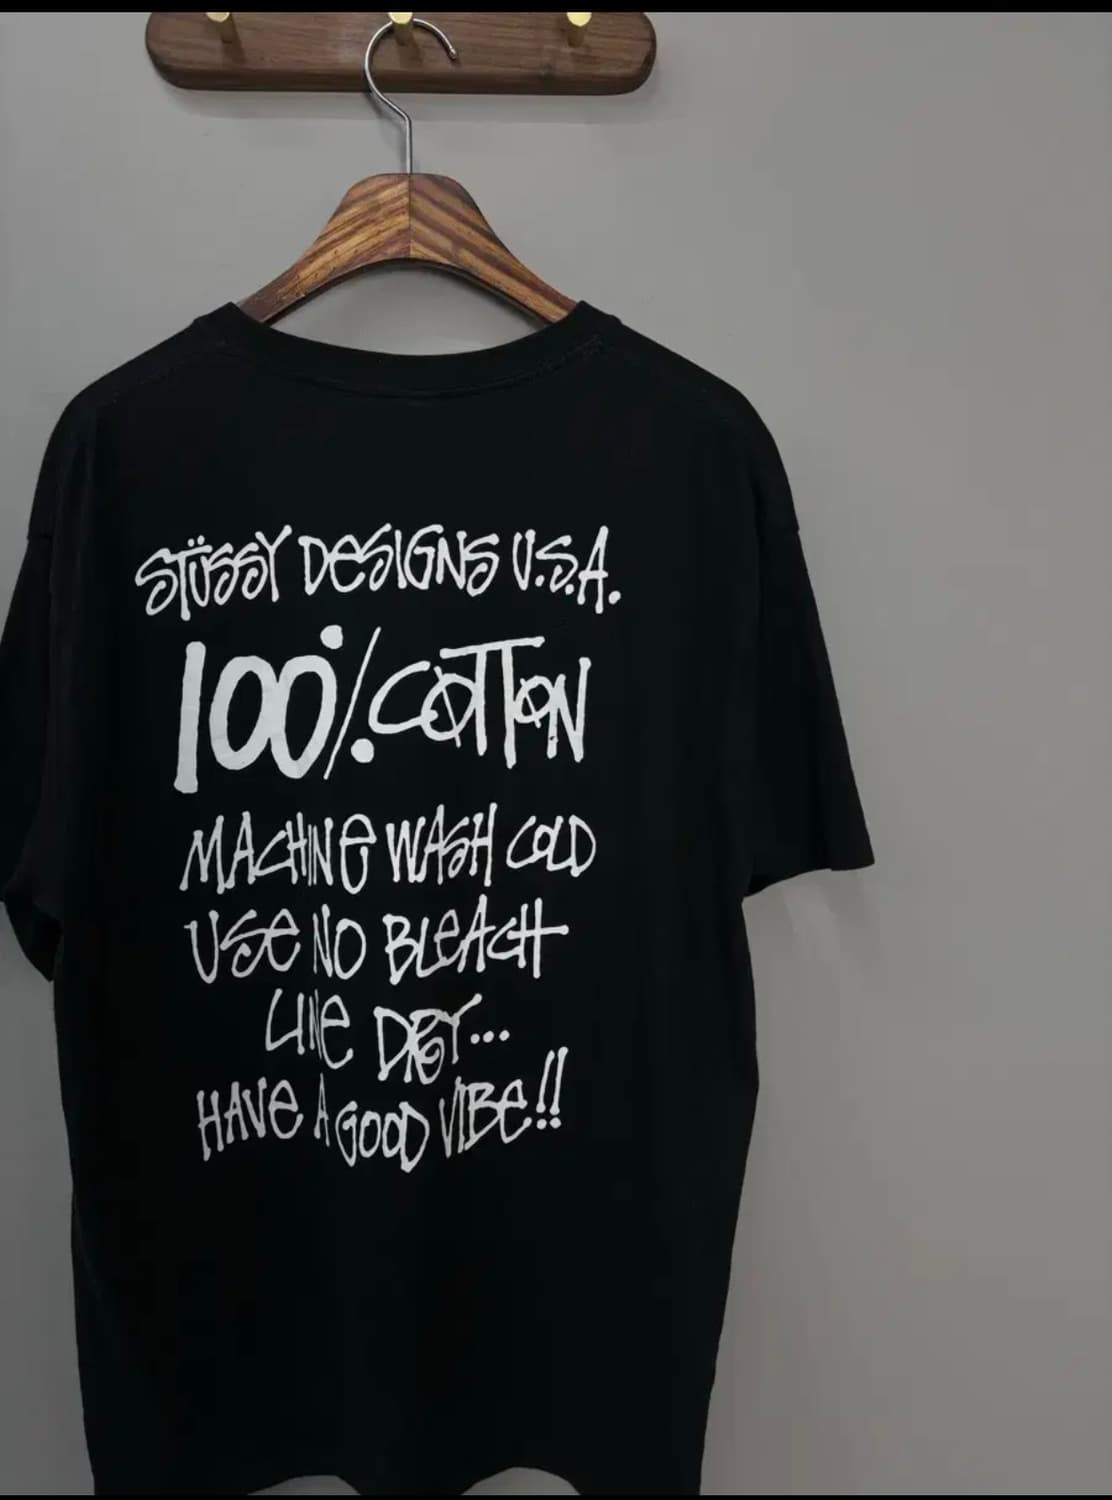 STÜSSY DESIGNS U.S.A.
100% COTTON
MACHINE WASH COLD
USE NO BLEACH
LINE DRY...
HAVE A GOOD VIBE!!